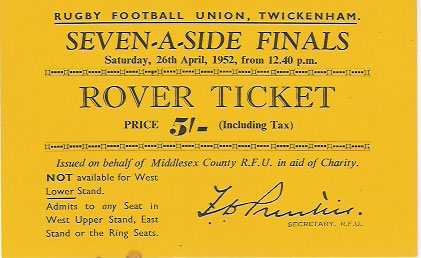 RUGBY FOOTBALL UNION, TWICKENHAM.
SEVEN-A-SIDE FINALS
Saturday, 26th April, 1952, from 12.40 p.m.
ROVER TICKET
PRICE 5/- (Including Tax)
Issued on behalf of Middlesex County R.F.U. in aid of Charity.
NOT available for West
Lower Stand.
Admits to any Seat in
West Upper Stand, East
Stand or the Ring Seats.
SECRETARY, R.F.U.